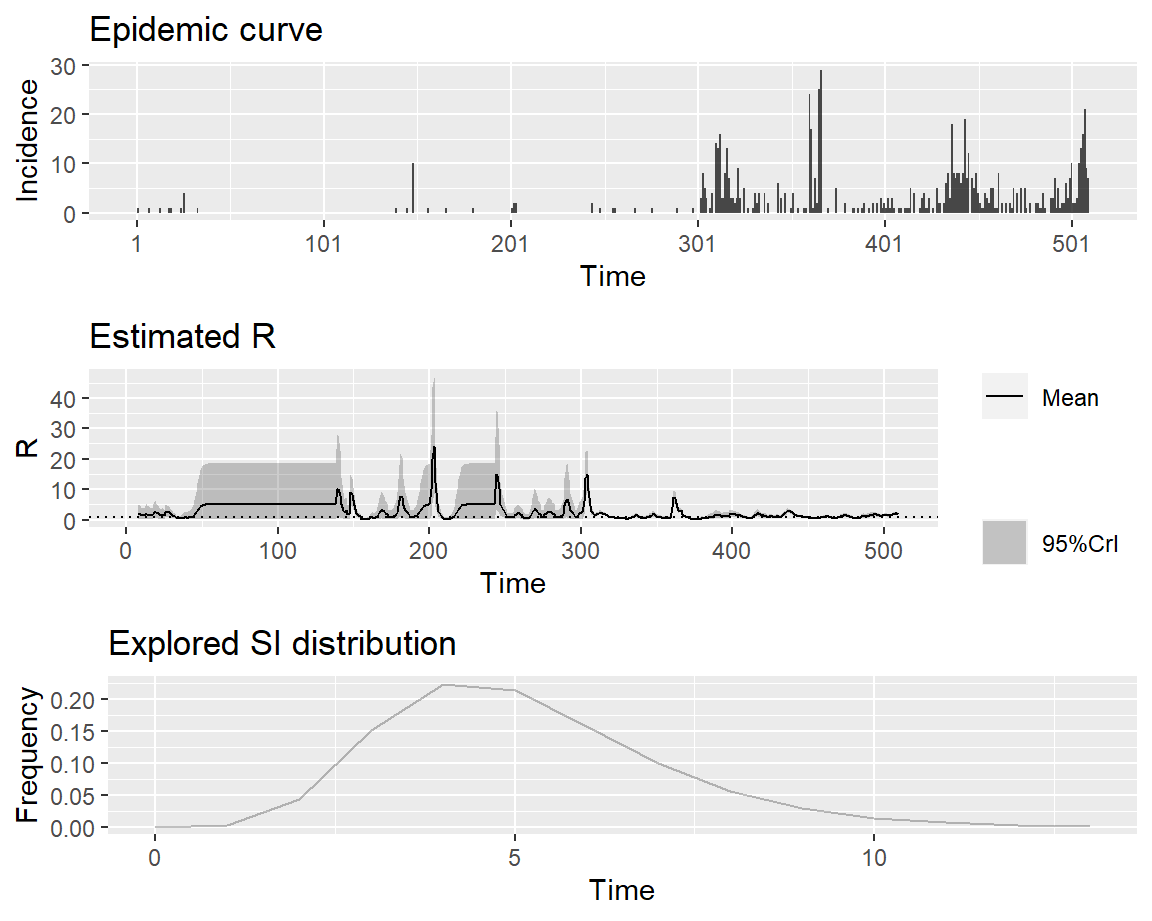 Epidemic curve
30
20
10
0
Incidence
1 101 201 301 401 501
Time
Estimated R
40
30
20
10
0
R
0 100 200 300 400 500
Time
Mean
95%CrI
Explored SI distribution
0.20
0.15
0.10
0.05
0.00
Frequency
0 5 10
Time